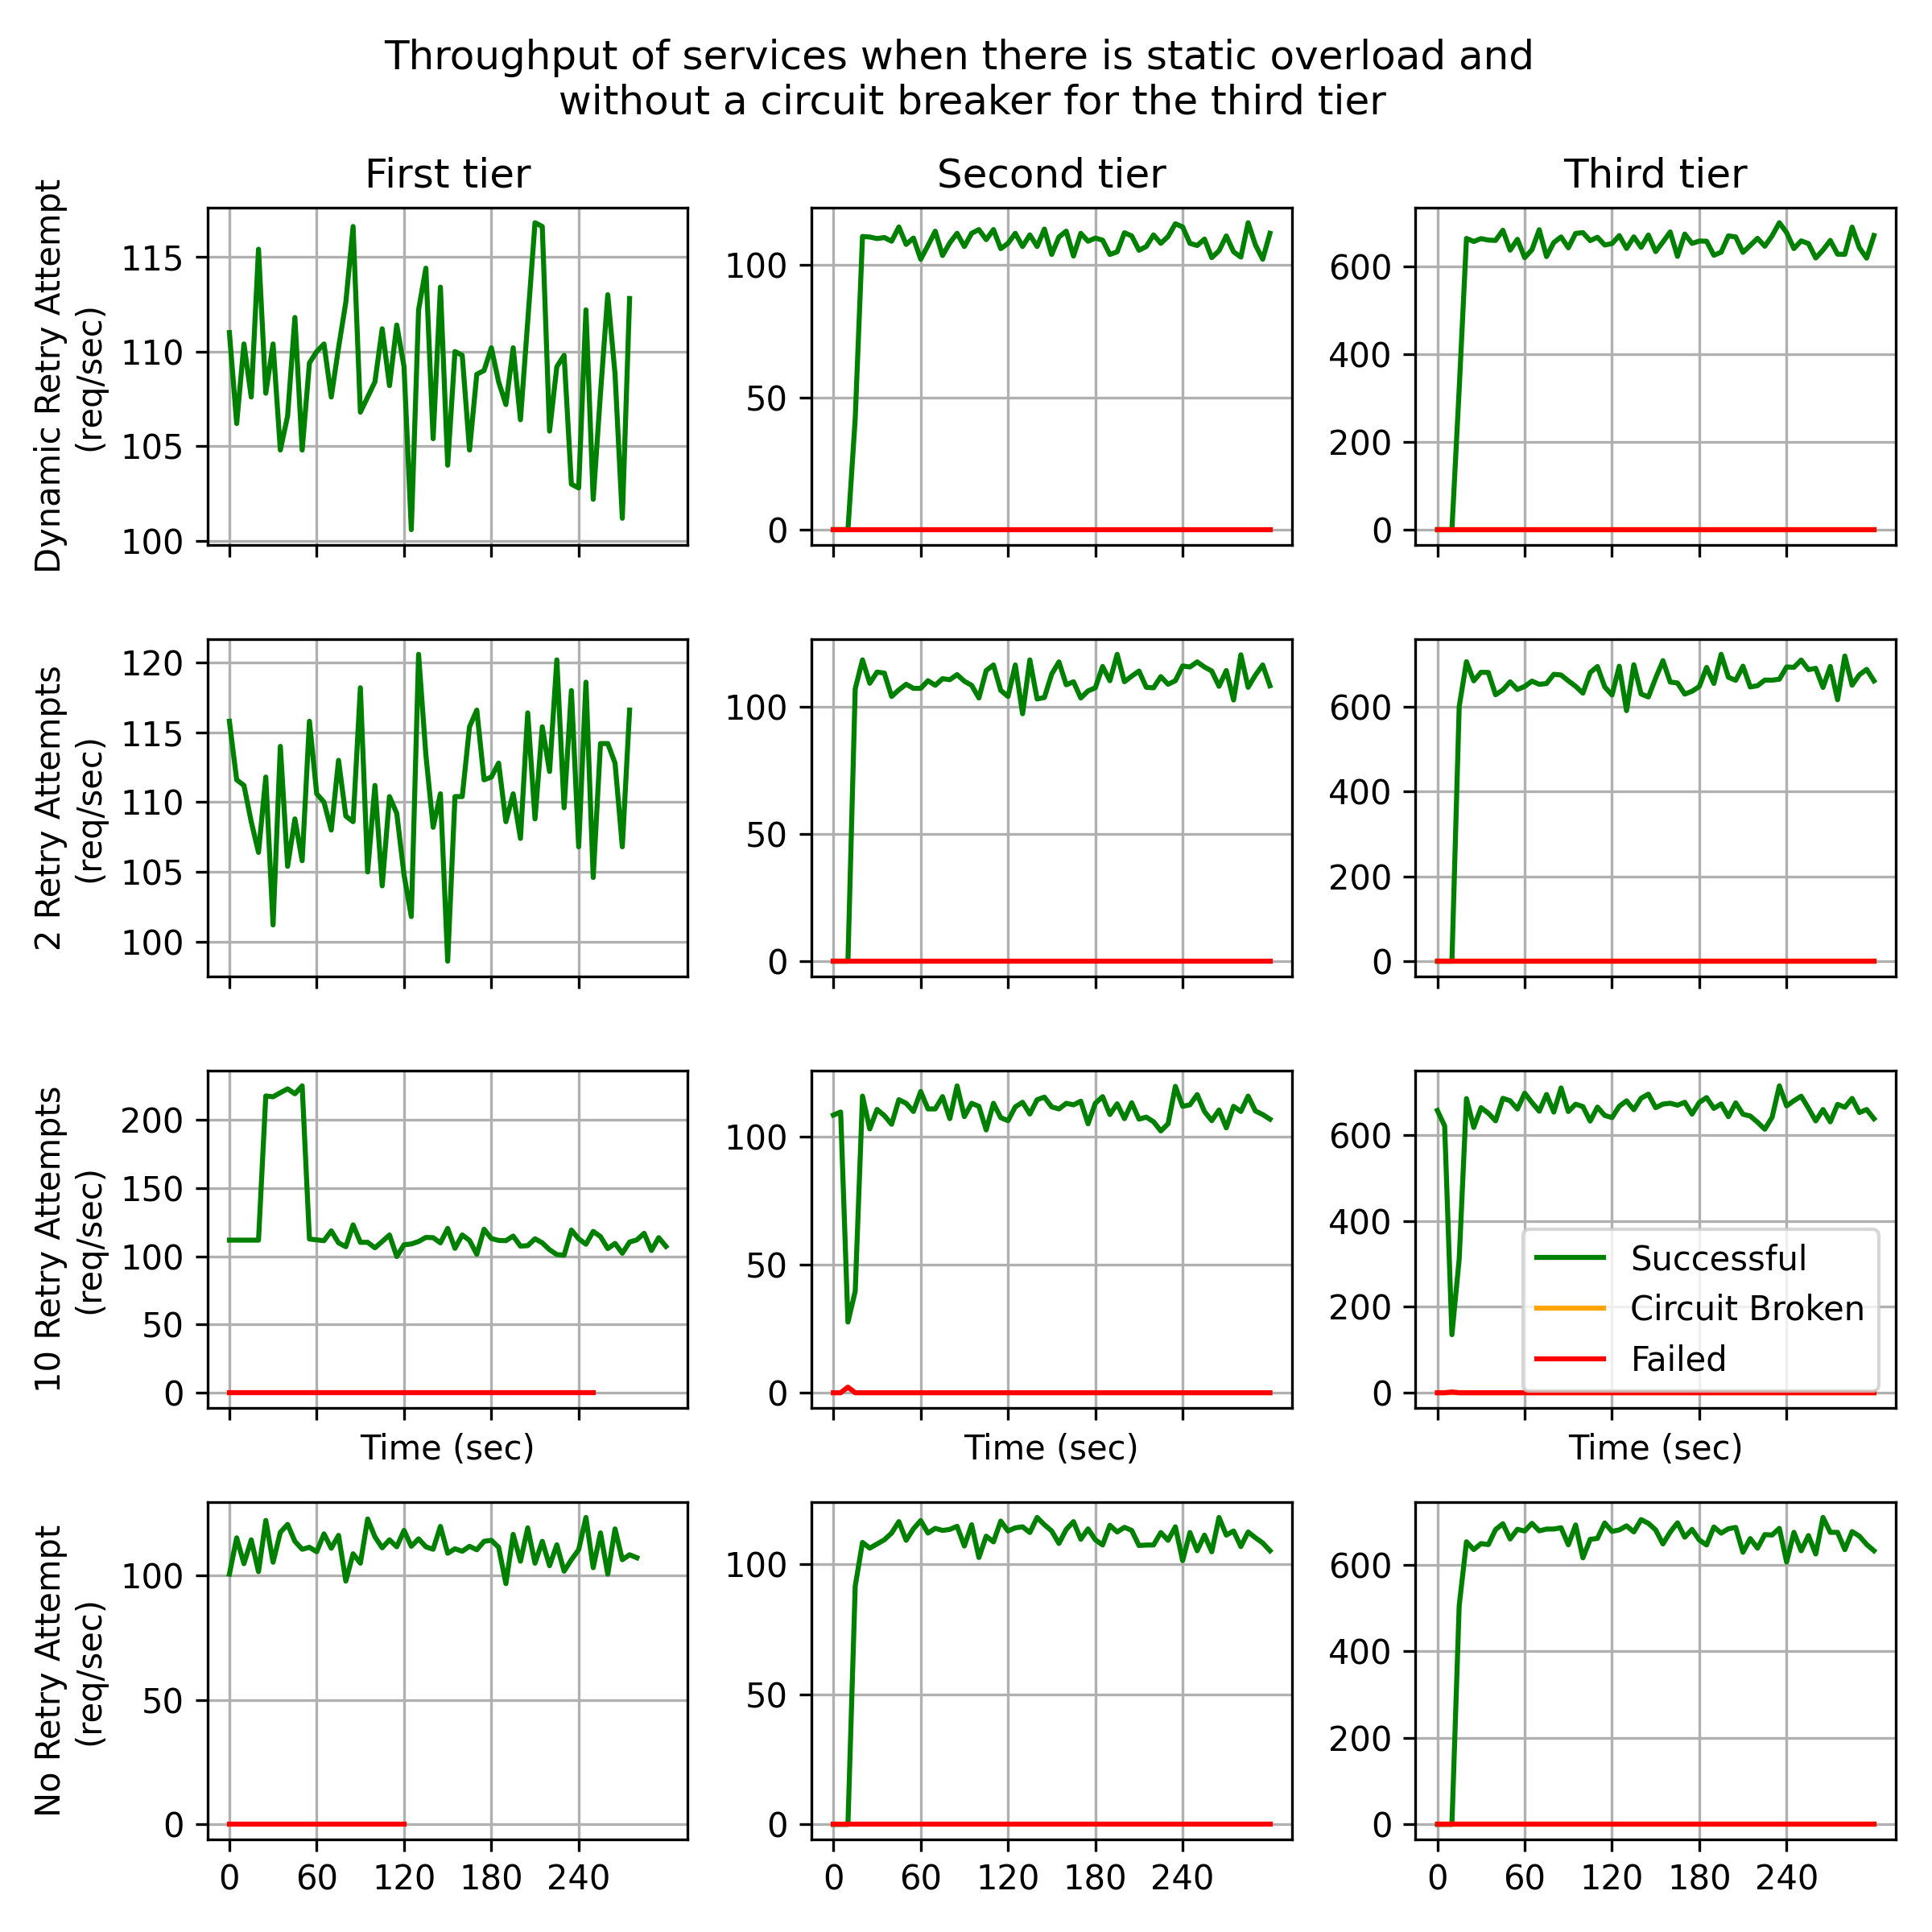 Throughput of services when there is static overload and
without a circuit breaker for the third tier
First tier
Second tier
Third tier
Dynamic Retry Attempt
(req/sec)
115
110
105
100
100
50
0
600
400
200
0
2 Retry Attempts
(req/sec)
120
115
110
105
100
100
50
0
600
400
200
0
10 Retry Attempts
(req/sec)
200
150
100
50
0
100
50
0
600
400
200
0
Successful
Circuit Broken
Failed
Time (sec)
Time (sec)
Time (sec)
No Retry Attempt
(req/sec)
100
50
0
100
50
0
600
400
200
0
0 60 120 180 240
0 60 120 180 240
0 60 120 180 240